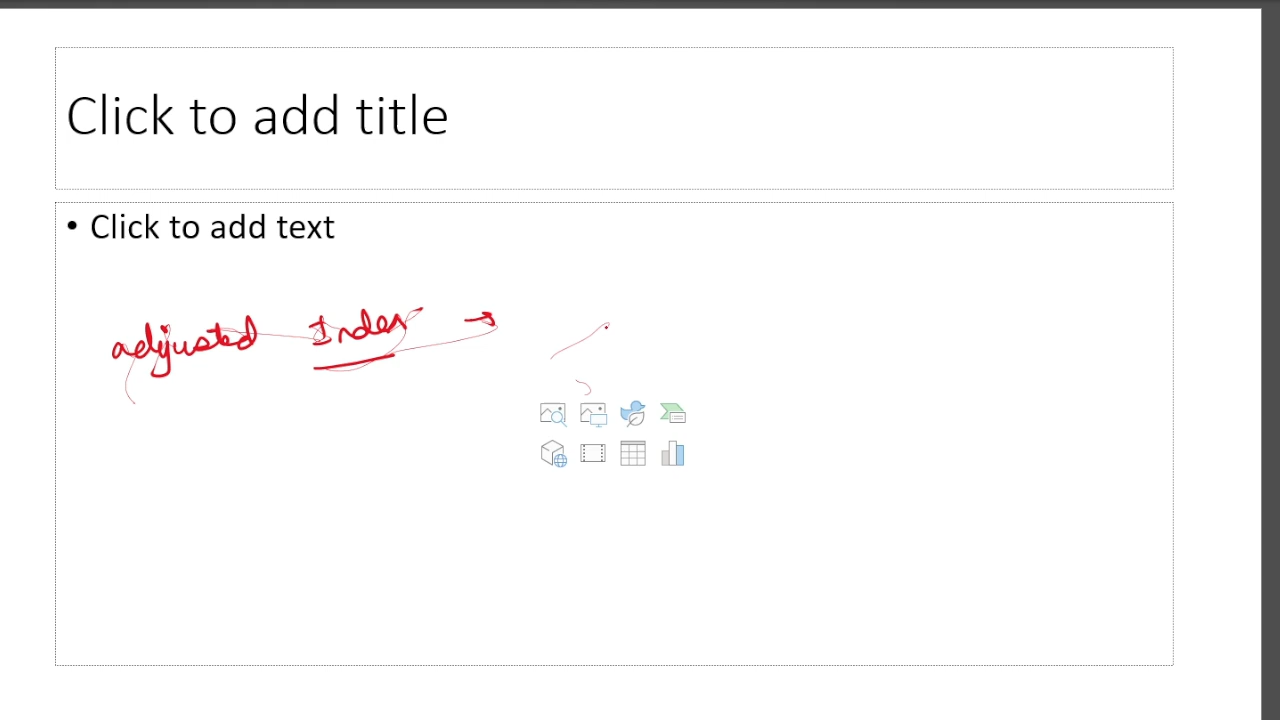 Click to add title
• Click to add text
adjusted Index →